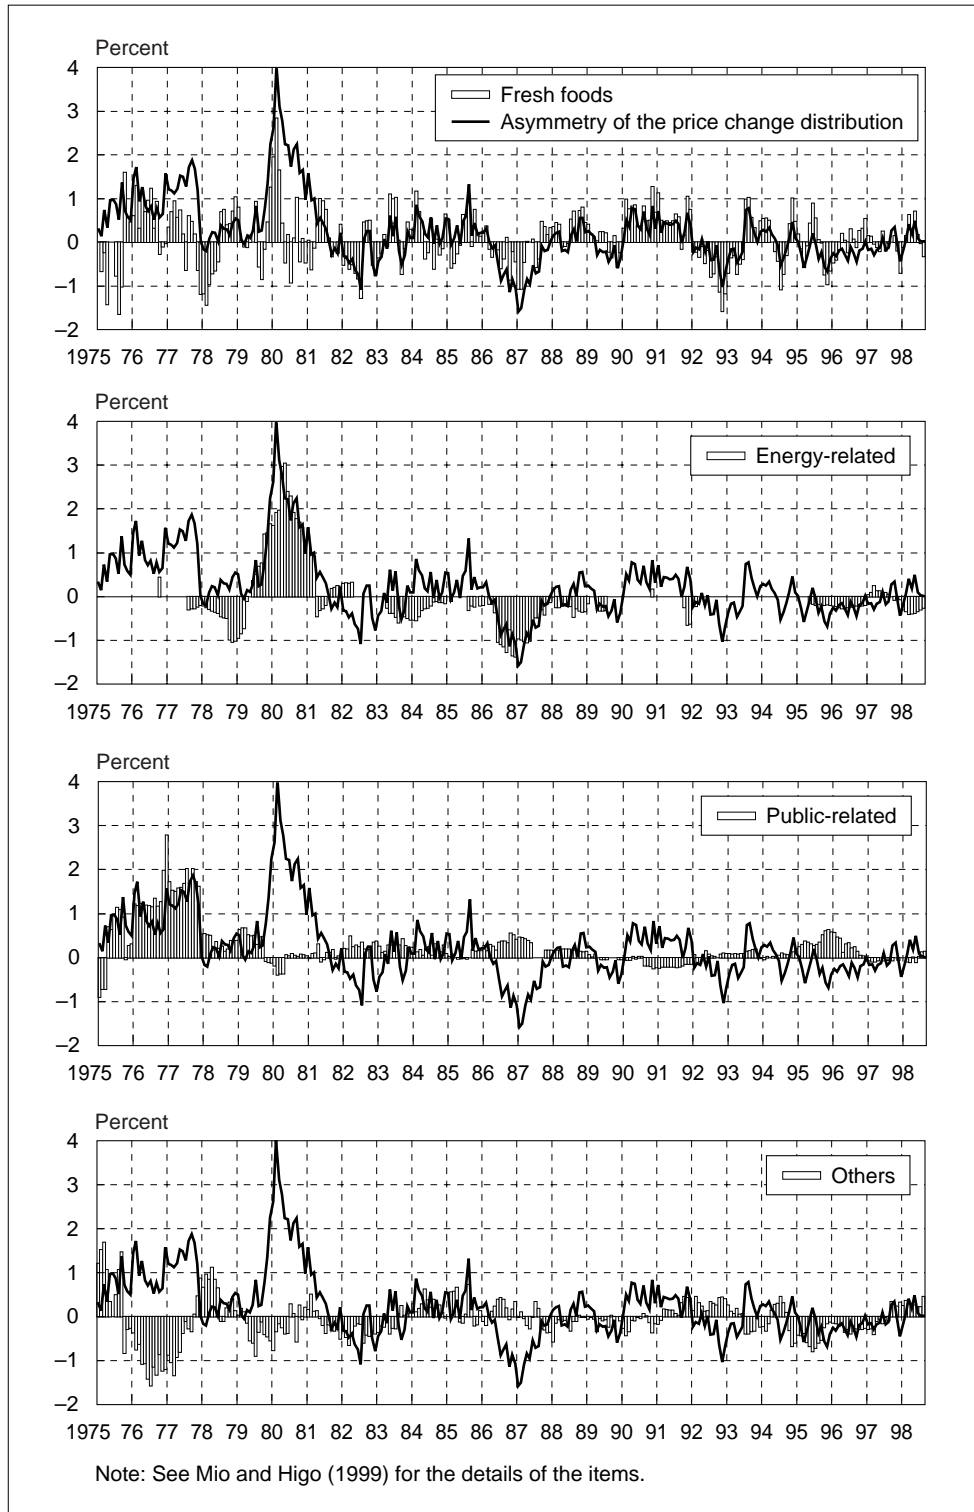 Percent
4
3
2
1
0
–1
–2
Fresh foods
Asymmetry of the price change distribution
1975 76 77 78 79 80 81 82 83 84 85 86 87 88 89 90 91 92 93 94 95 96 97 98
Percent
4
3
2
1
0
–1
–2
Energy-related
1975 76 77 78 79 80 81 82 83 84 85 86 87 88 89 90 91 92 93 94 95 96 97 98
Percent
4
3
2
1
0
–1
–2
Public-related
1975 76 77 78 79 80 81 82 83 84 85 86 87 88 89 90 91 92 93 94 95 96 97 98
Percent
4
3
2
1
0
–1
–2
Others
1975 76 77 78 79 80 81 82 83 84 85 86 87 88 89 90 91 92 93 94 95 96 97 98
Note: See Mio and Higo (1999) for the details of the items.